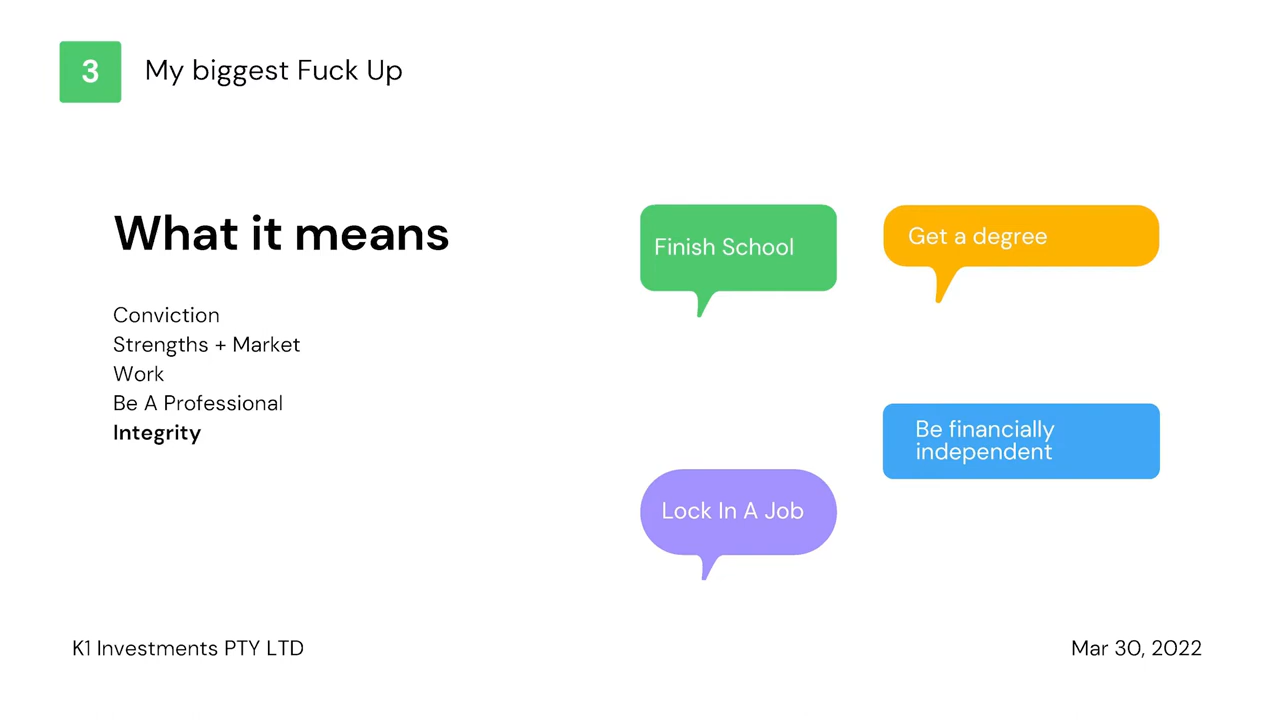 3
My biggest Fuck Up
What it means
Conviction
Strengths + Market
Work
Be A Professional
Integrity
Finish School
Get a degree
Be financially
independent
Lock In A Job
K1 Investments PTY LTD
Mar 30, 2022